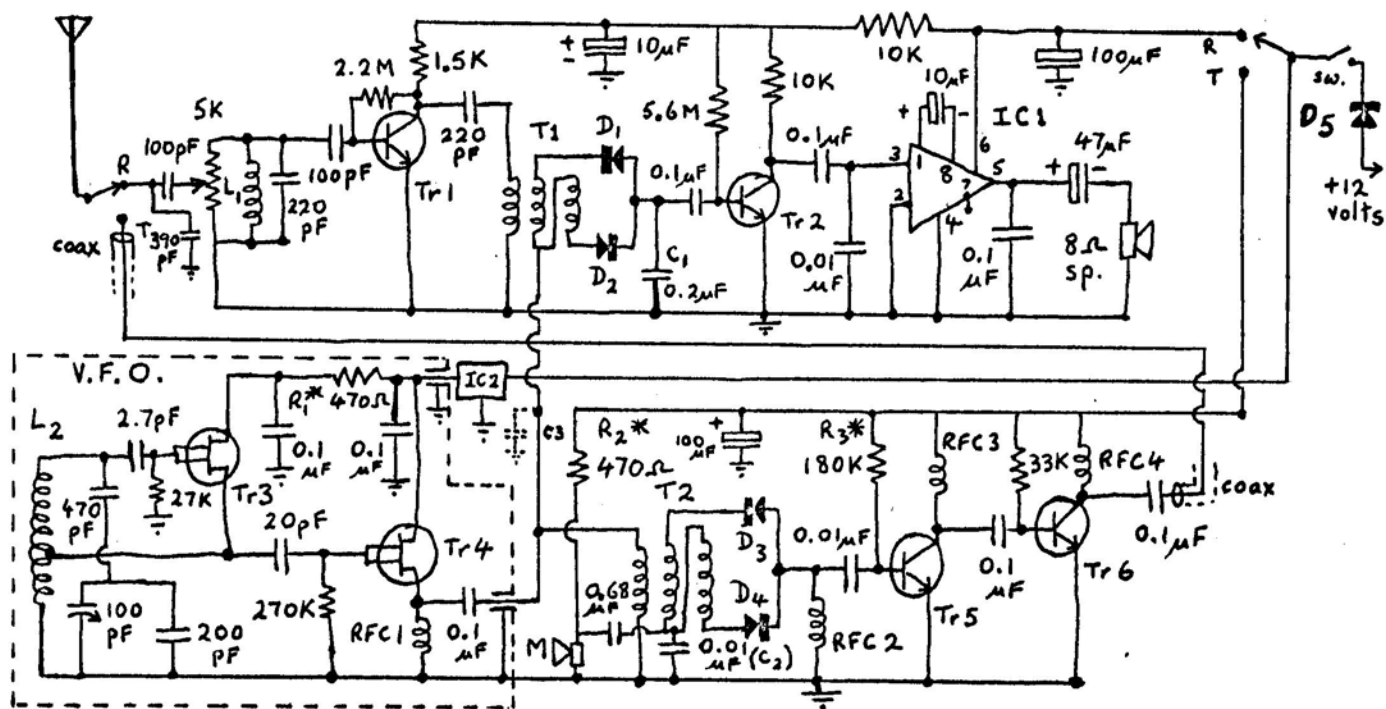 10µF
+
-
10K
R
T
sw.
D5
+12
volts
2.2M
1.5K
5K
100pF
R
L1
220
pF
100pF
Tr1
220
pF
T
390
pF
coax
T1
D1
D2
C1
0.2µF
0.1µF
5.6M
10K
Tr2
0.1µF
0.01
µF
10µF
+
-
IC1
100µF
1
8
6
3
2
7
5
4
0.1
µF
47µF
+
-
8Ω
sp.
V.F.O.
L2
2.7pF
27K
Tr3
R1*
470Ω
0.1
µF
0.1
µF
IC2
470
pF
20pF
Tr4
100
pF
200
pF
270K
RFC1
0.1
µF
C3
R2*
470Ω
100
µF
+
T2
0.68
µF
M
0.01
µF(C2)
D3
D4
R3*
180K
0.01µF
RFC2
RFC3
Tr5
0.1
µF
33K
RFC4
Tr6
0.1µF
coax